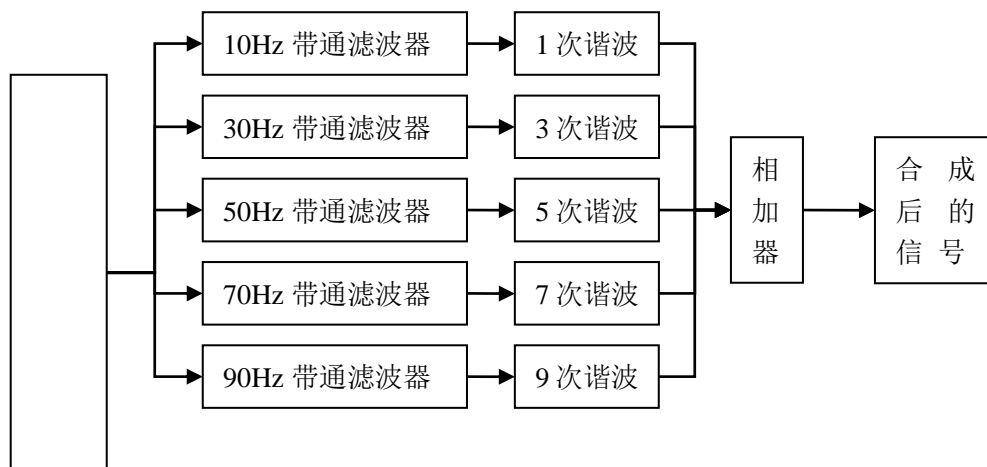 10Hz 带通滤波器
1 次谐波
30Hz 带通滤波器
3 次谐波
50Hz 带通滤波器
5 次谐波
70Hz 带通滤波器
7 次谐波
90Hz 带通滤波器
9 次谐波
相
加
器
合 成
后 的
信 号